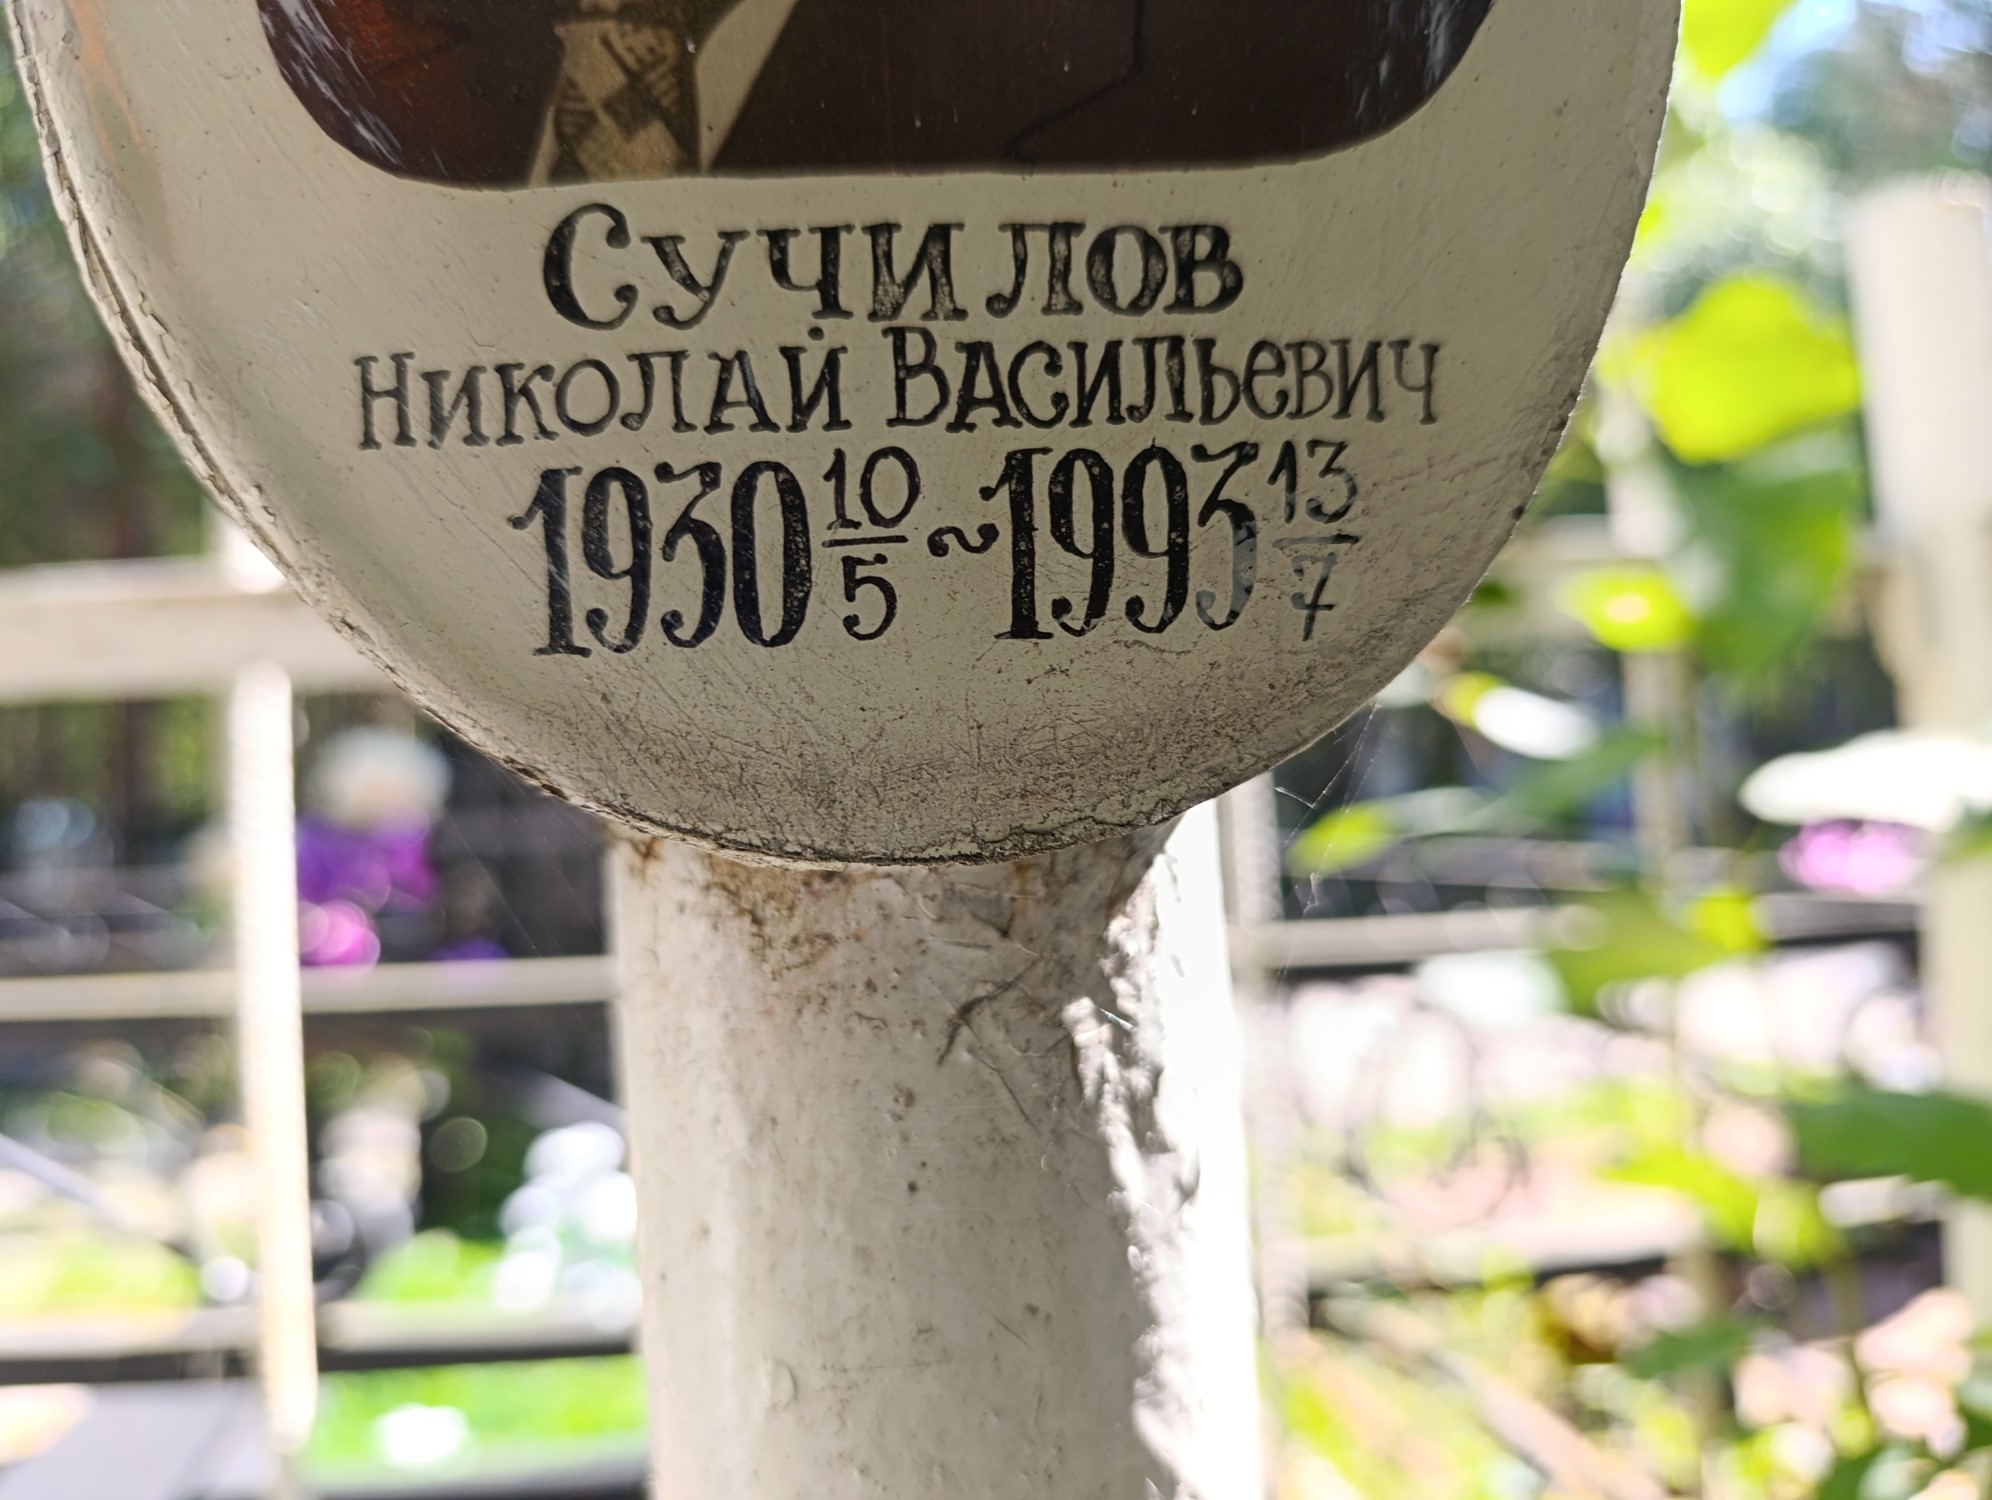 Сучилов
Николай Васильевич
1930 10/5 ~ 1993 13/7